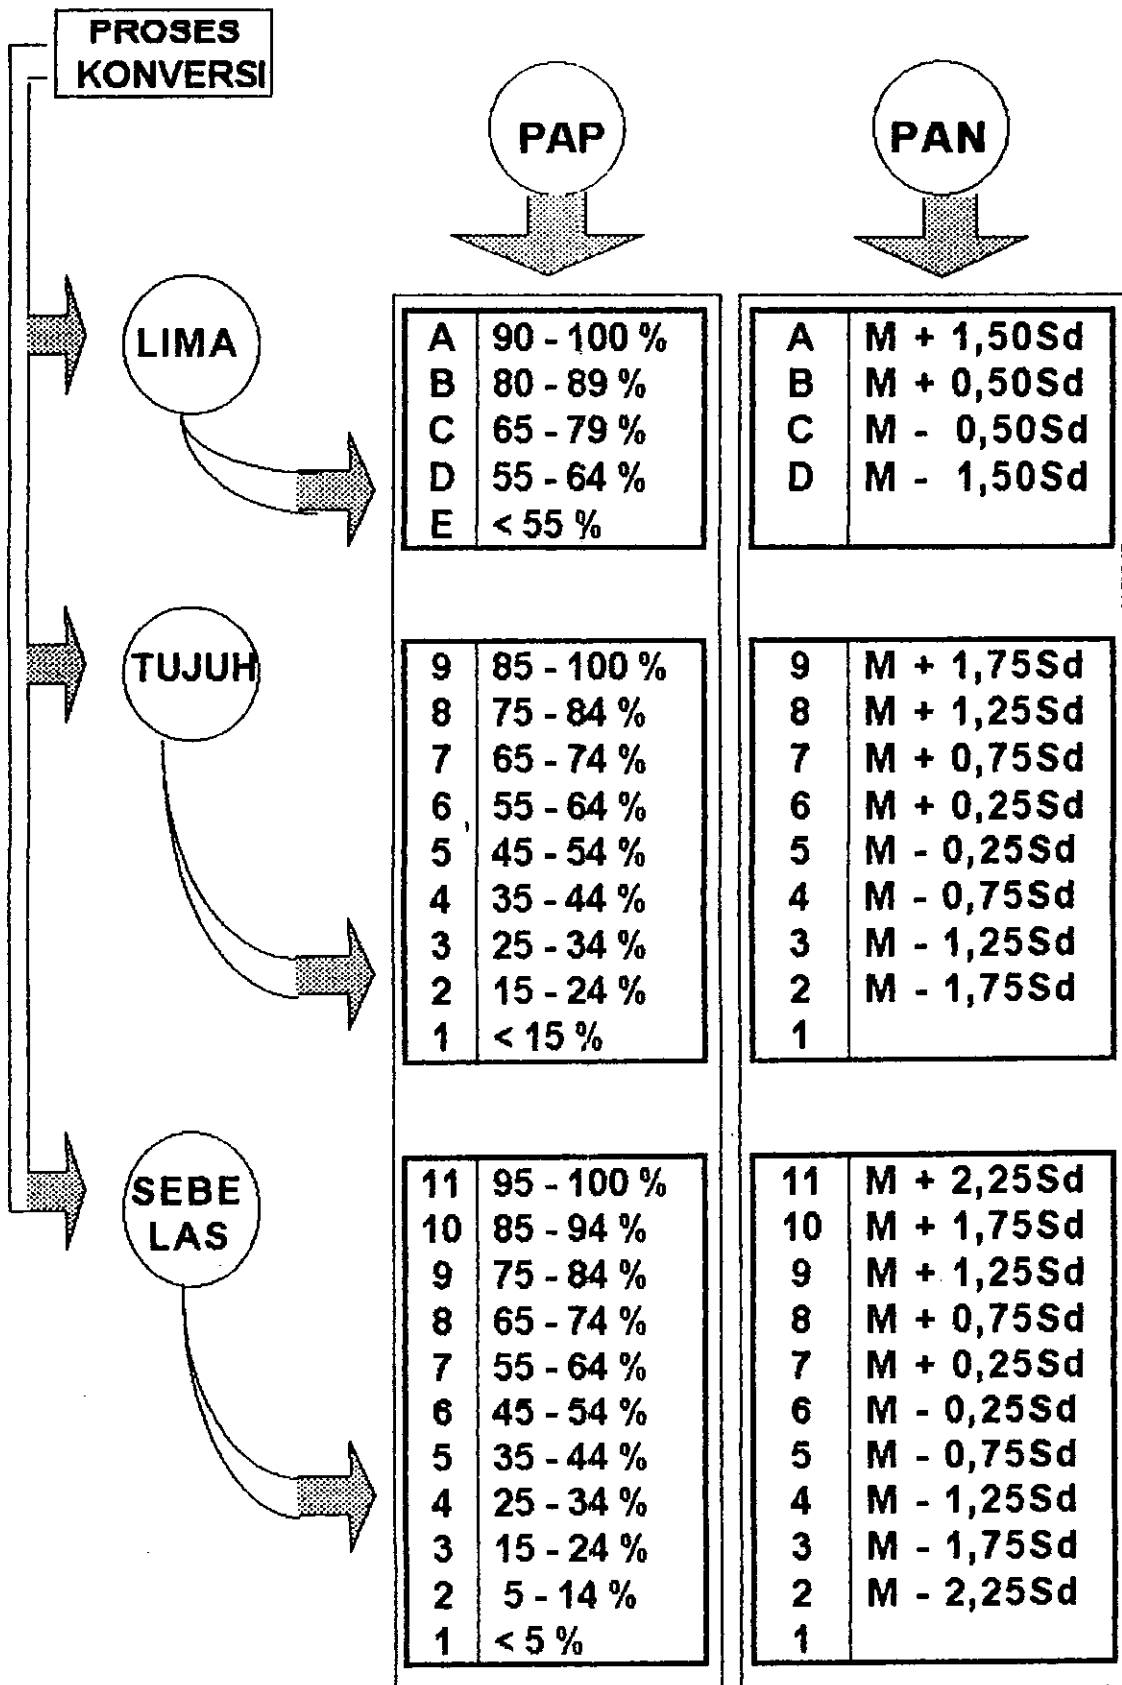 PROSES
KONVERSI
PAP
PAN
LIMA
A 90 - 100 %
B 80 - 89 %
C 65 - 79 %
D 55 - 64 %
E < 55 %
A M + 1,50Sd
B M + 0,50Sd
C M - 0,50Sd
D M - 1,50Sd
TUJUH
9 85 - 100 %
8 75 - 84 %
7 65 - 74 %
6 55 - 64 %
5 45 - 54 %
4 35 - 44 %
3 25 - 34 %
2 15 - 24 %
1 < 15 %
9 M + 1,75Sd
8 M + 1,25Sd
7 M + 0,75Sd
6 M + 0,25Sd
5 M - 0,25Sd
4 M - 0,75Sd
3 M - 1,25Sd
2 M - 1,75Sd
1
SEBE
LAS
11 95 - 100 %
10 85 - 94 %
9 75 - 84 %
8 65 - 74 %
7 55 - 64 %
6 45 - 54 %
5 35 - 44 %
4 25 - 34 %
3 15 - 24 %
2 5 - 14 %
1 < 5 %
11 M + 2,25Sd
10 M + 1,75Sd
9 M + 1,25Sd
8 M + 0,75Sd
7 M + 0,25Sd
6 M - 0,25Sd
5 M - 0,75Sd
4 M - 1,25Sd
3 M - 1,75Sd
2 M - 2,25Sd
1